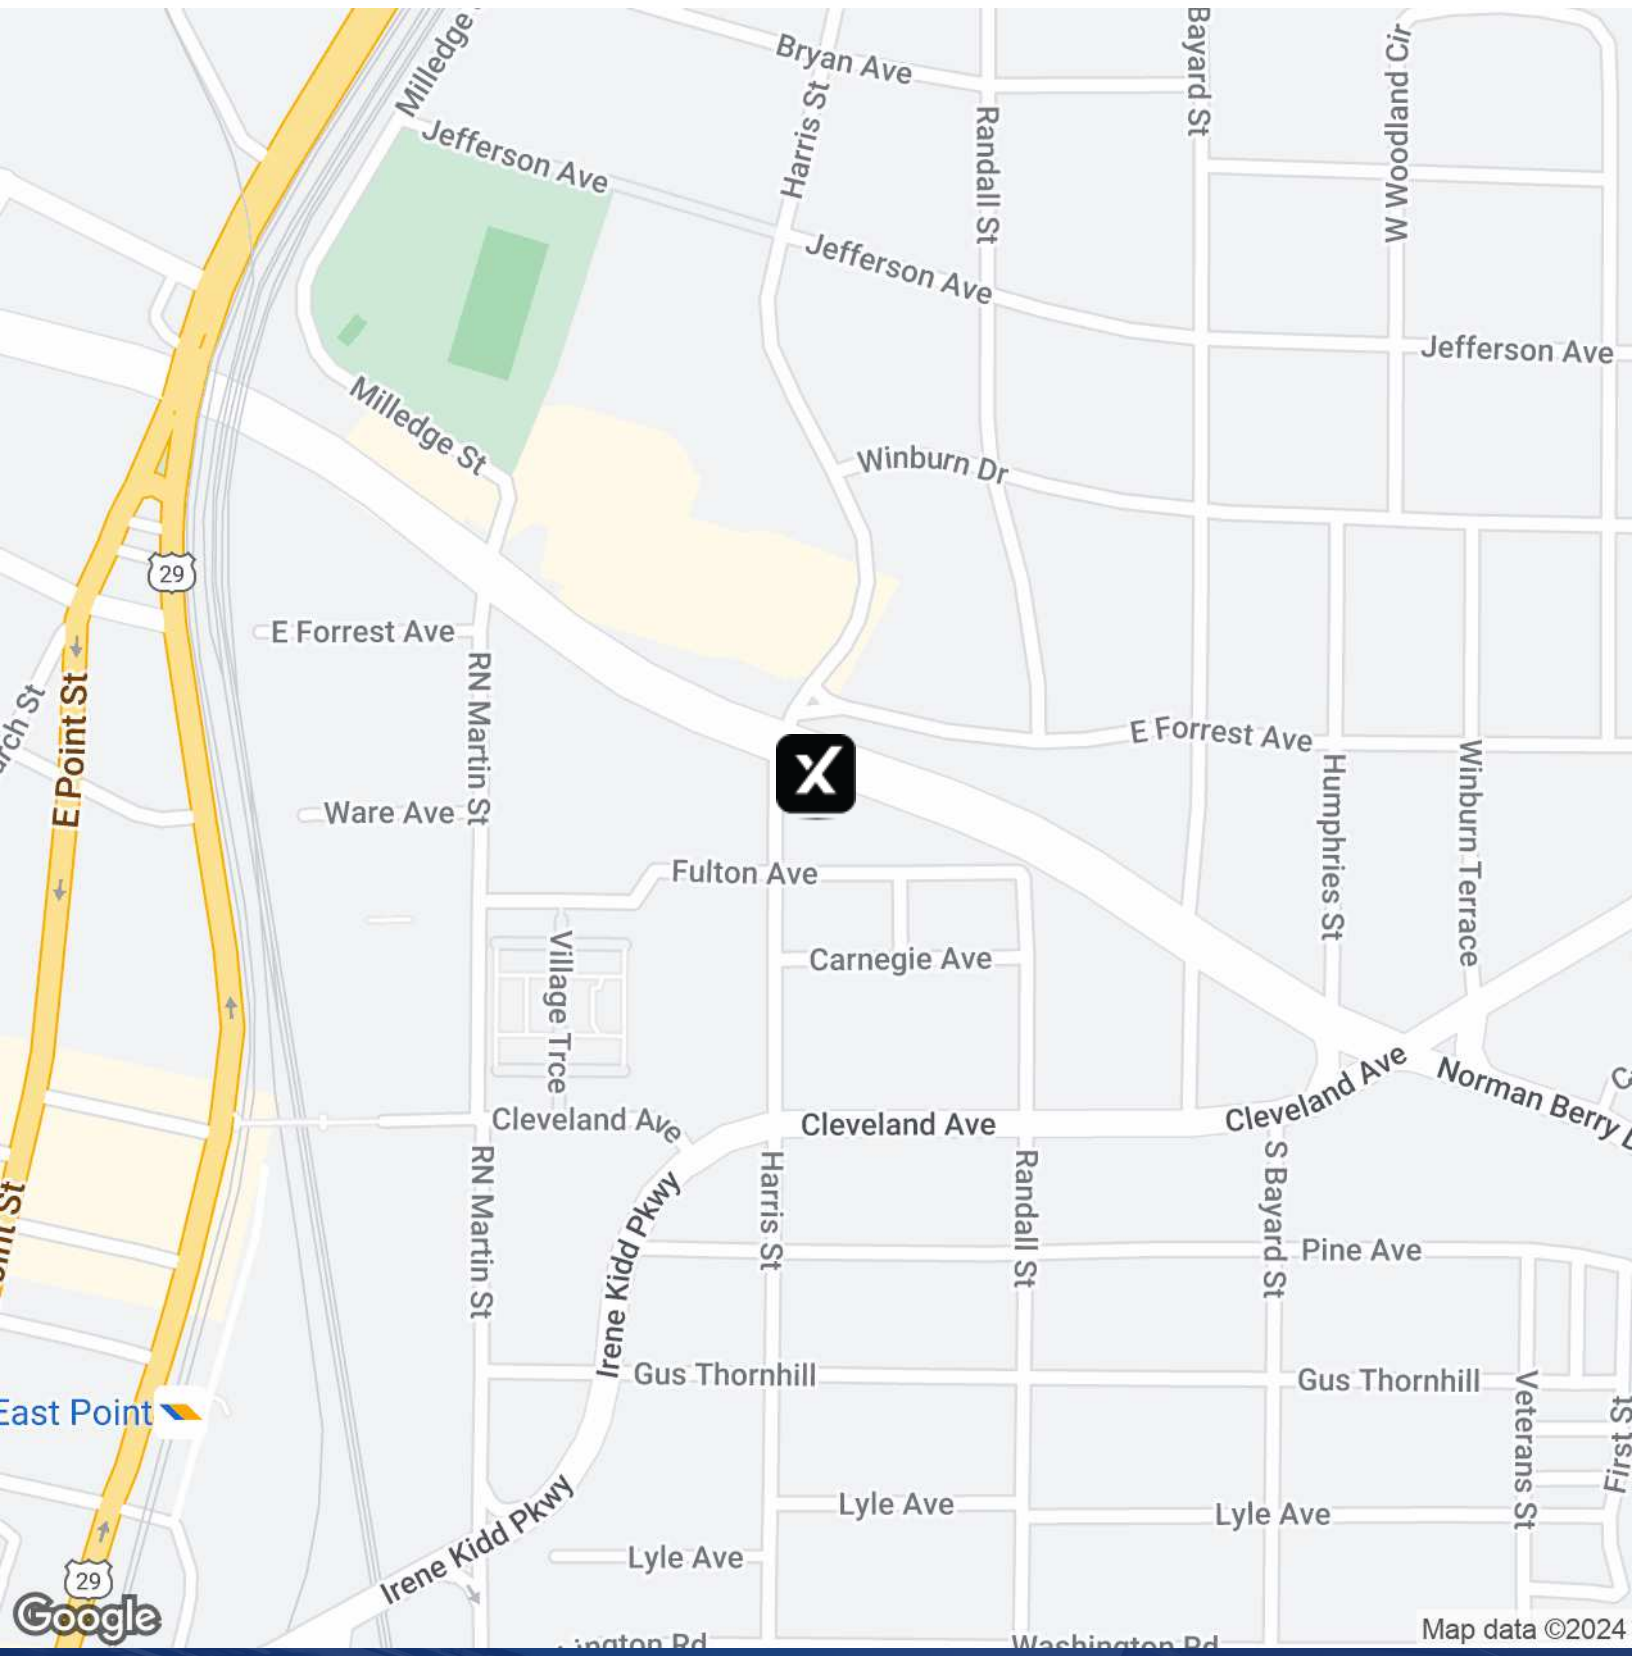 Milledge
Bryan Ave
Bayard St
W Woodland Cir
Jefferson Ave
Harris St
Randall St
Jefferson Ave
Jefferson Ave
Milledge St
Winburn Dr
29
E Forrest Ave
RN Martin St
E Point St
E Forrest Ave
X
Ware Ave
Humphries St
Winburn Terrace
Fulton Ave
Village Trce
Carnegie Ave
Cleveland Ave
Cleveland Ave
Cleveland Ave
Norman Berry
RN Martin St
Harris St
Randall St
S Bayard St
Irene Kidd Pkwy
Pine Ave
Gus Thornhill
Gus Thornhill
Veterans St
First St
East Point
Lyle Ave
Lyle Ave
Lyle Ave
Irene Kidd Pkwy
29
Google
Map data ©2024
Washington Rd